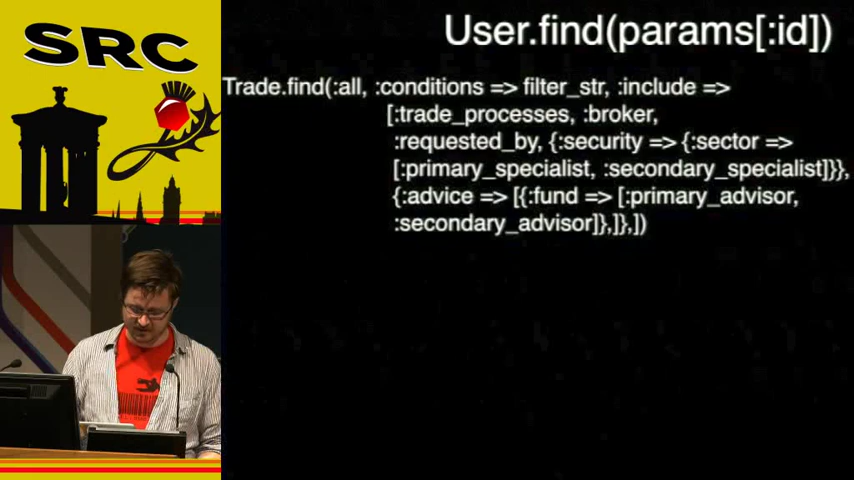 SRC
User.find(params[:id])
Trade.find(:all, :conditions => filter_str, :include =>
[:trade_processes, :broker,
:requested_by, {:security => {:sector =>
[:primary_specialist, :secondary_specialist]}},
{:advice => [{:fund => [:primary_advisor,
:secondary_advisor]},]},])